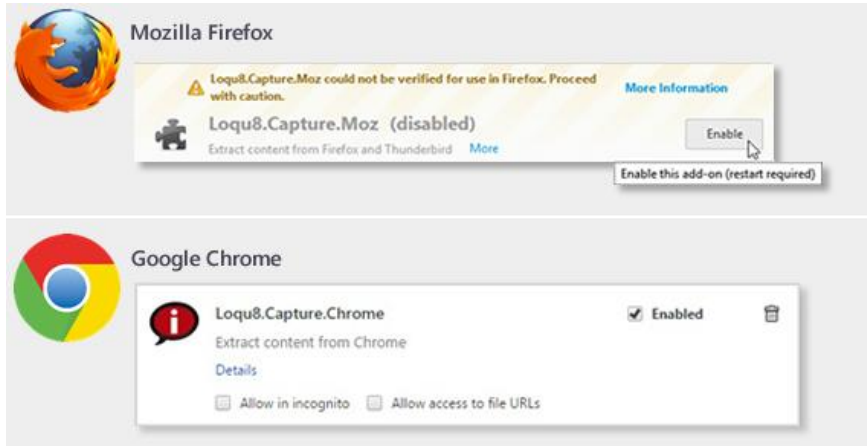 Mozilla Firefox
Loqu8.Capture.Moz could not be verified for use in Firefox. Proceed
with caution.
More Information
Loqu8.Capture.Moz (disabled)
Enable
Extract content from Firefox and Thunderbird More
Enable this add-on (restart required)
Google Chrome
Loqu8.Capture.Chrome
Enabled
Extract content from Chrome
Details
Allow in incognito Allow access to file URLs